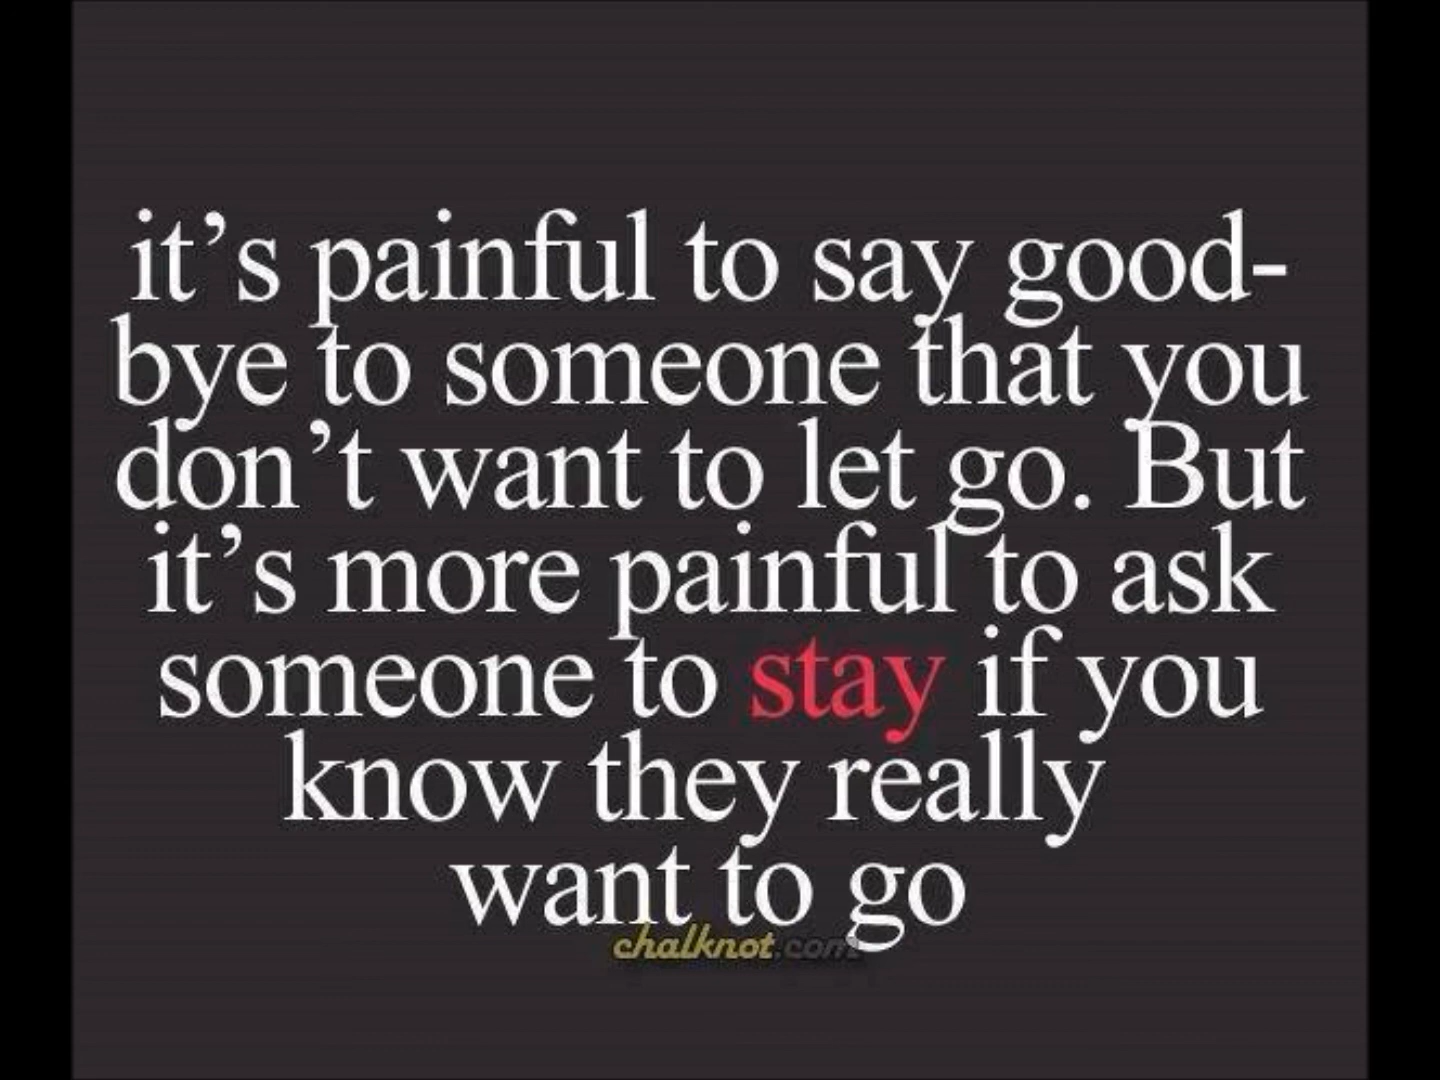 it’s painful to say good-
bye to someone that you
don’t want to let go. But
it’s more painful to ask
someone to stay if you
know they really
want to go
chalknot.com